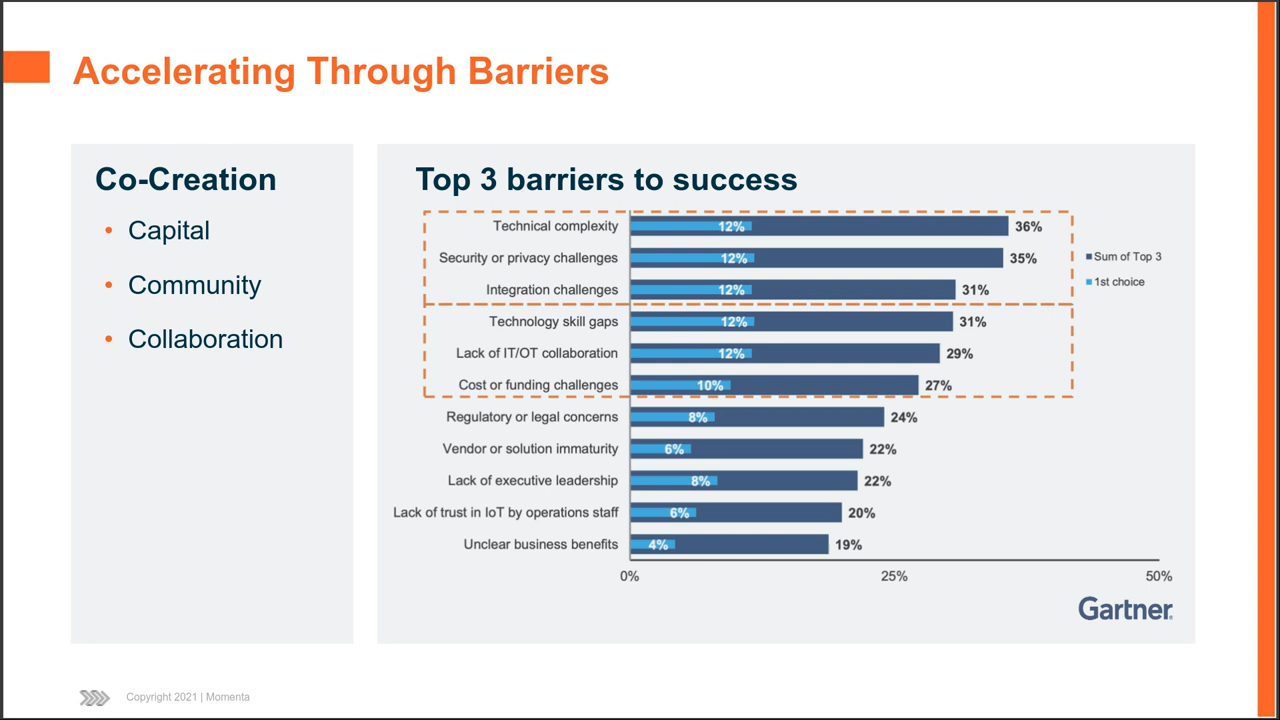 Accelerating Through Barriers
Co-Creation
• Capital
• Community
• Collaboration
Top 3 barriers to success
Technical complexity 12% 36%
Security or privacy challenges 12% 35%
Integration challenges 12% 31%
Technology skill gaps 12% 31%
Lack of IT/OT collaboration 12% 29%
Cost or funding challenges 10% 27%
Regulatory or legal concerns 8% 24%
Vendor or solution immaturity 6% 22%
Lack of executive leadership 8% 22%
Lack of trust in IoT by operations staff 6% 20%
Unclear business benefits 4% 19%
0% 25% 50%
Sum of Top 3
1st choice
Gartner®
Copyright 2021 | Momenta